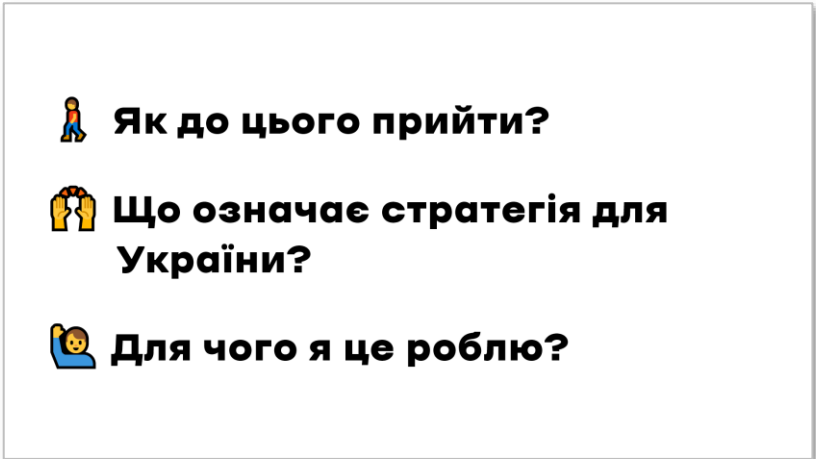 Як до цього прийти?
Що означає стратегія для
України?
Для чого я це роблю?